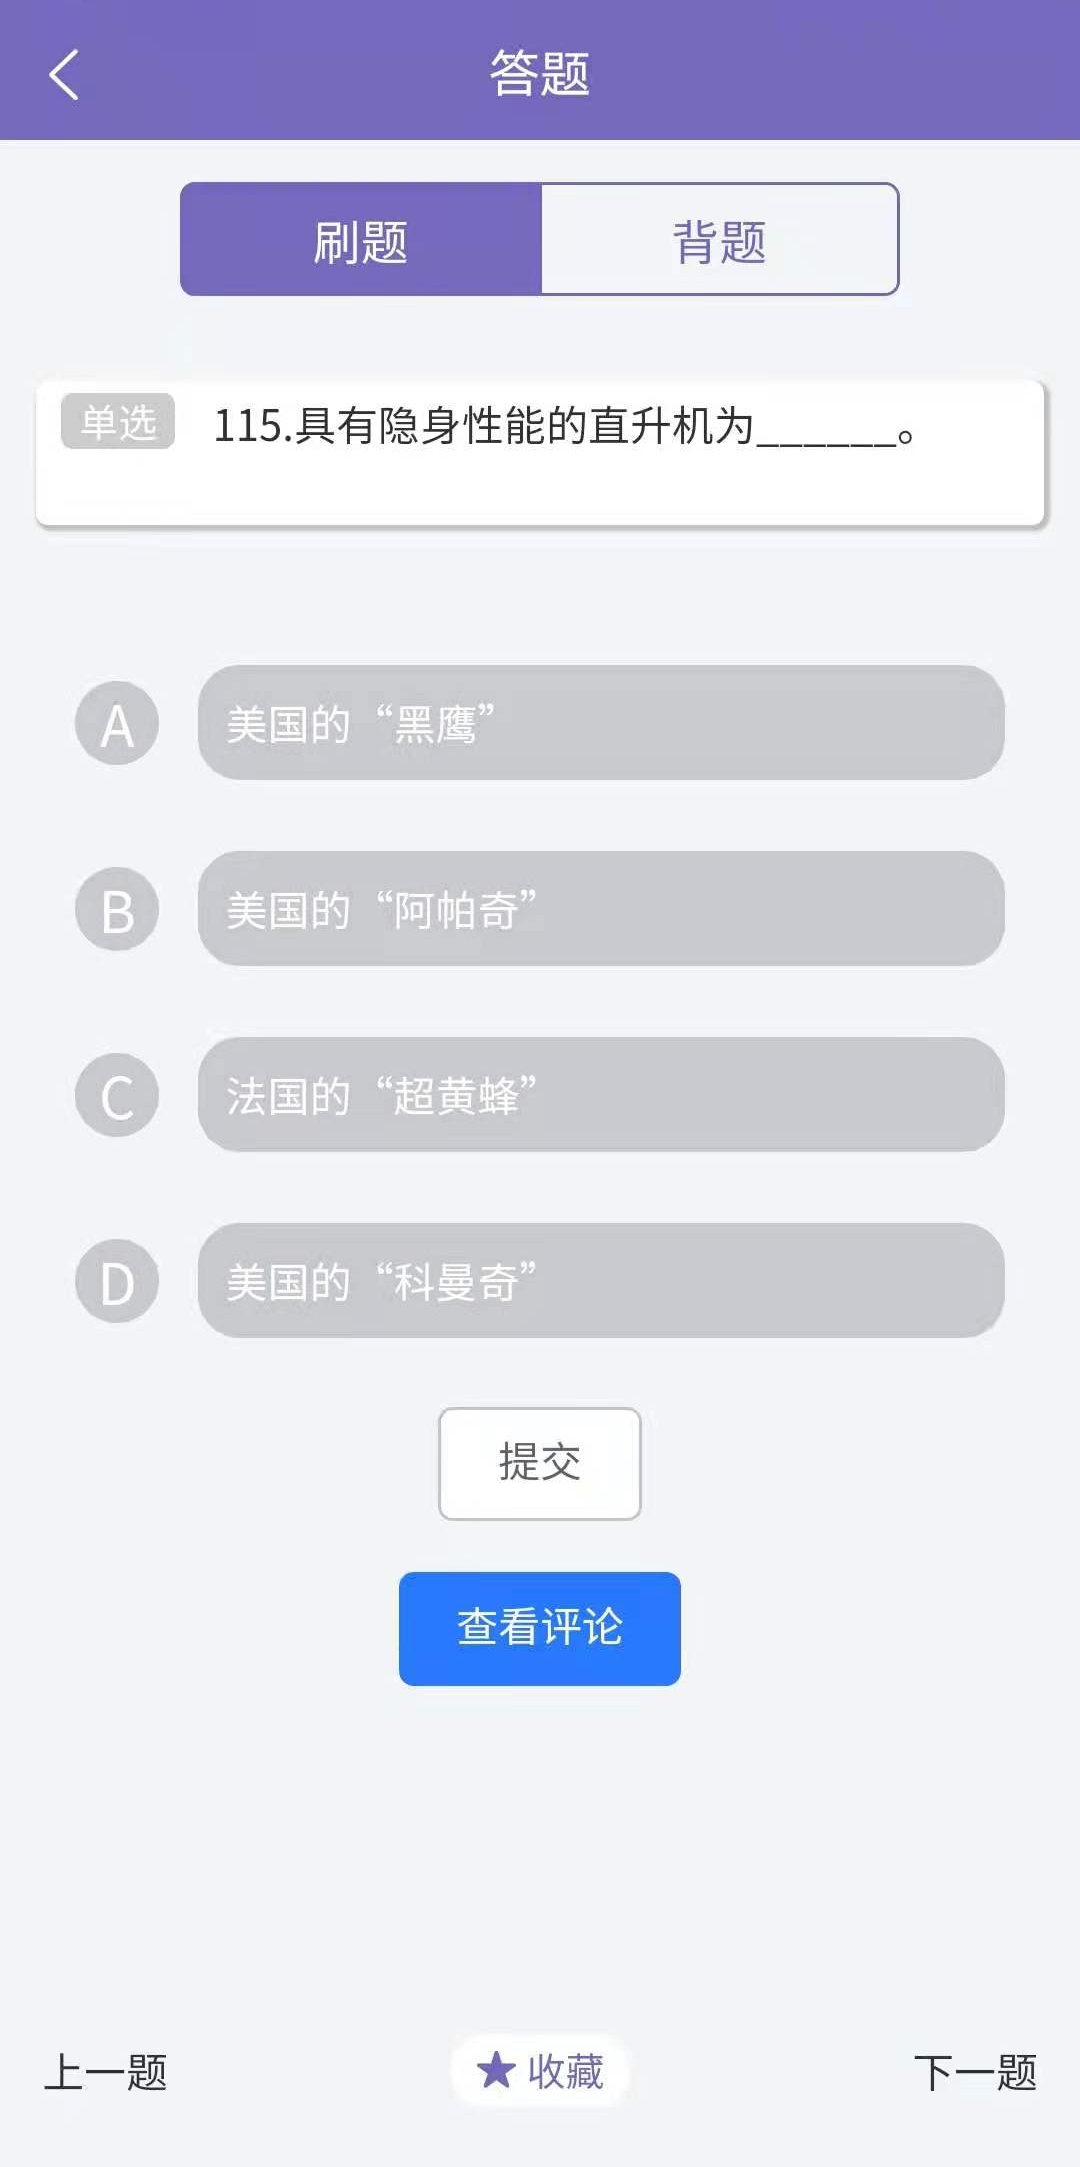 答题
刷题 背题
单选 115.具有隐身性能的直升机为______。
A 美国的“黑鹰”
B 美国的“阿帕奇”
C 法国的“超黄蜂”
D 美国的“科曼奇”
提交
查看评论
上一题 收藏 下一题